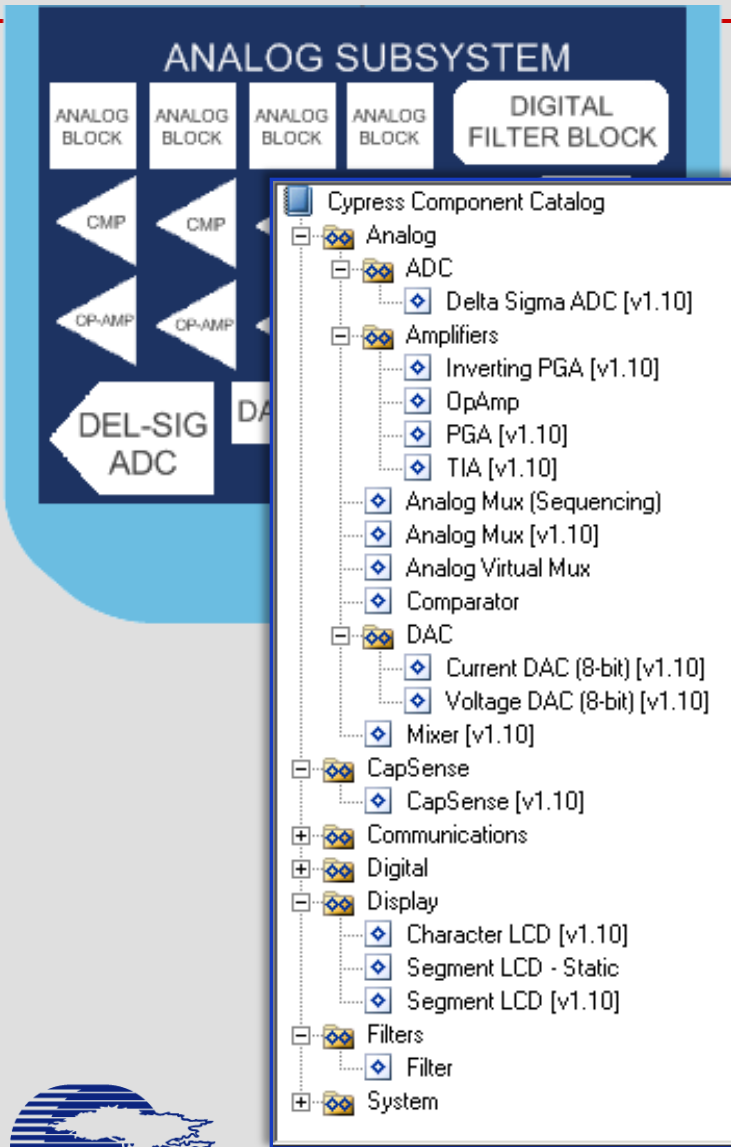 ANALOG SUBSYSTEM
ANALOG BLOCK
ANALOG BLOCK
ANALOG BLOCK
ANALOG BLOCK
DIGITAL FILTER BLOCK
CMP
CMP
OP-AMP
OP-AMP
DEL-SIG
ADC
Cypress Component Catalog
Analog
ADC
Delta Sigma ADC [v1.10]
Amplifiers
Inverting PGA [v1.10]
OpAmp
PGA [v1.10]
TIA [v1.10]
Analog Mux (Sequencing)
Analog Mux [v1.10]
Analog Virtual Mux
Comparator
DAC
Current DAC (8-bit) [v1.10]
Voltage DAC (8-bit) [v1.10]
Mixer [v1.10]
CapSense
CapSense [v1.10]
Communications
Digital
Display
Character LCD [v1.10]
Segment LCD - Static
Segment LCD [v1.10]
Filters
Filter
System